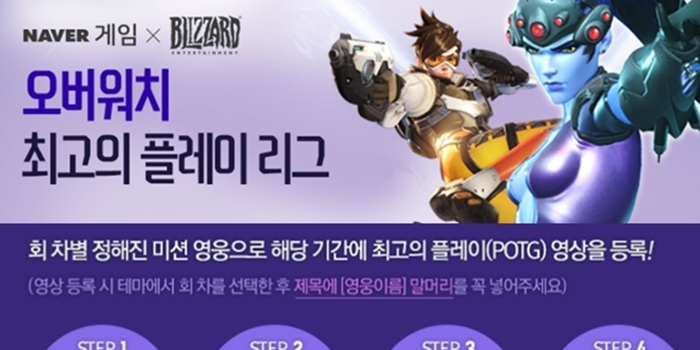 NAVER 게임 × BLIZZARD
ENTERTAINMENT
오버워치
최고의 플레이 리그
회 차별 정해진 미션 영웅으로 해당 기간에 최고의 플레이(POTG) 영상을 등록!
(영상 등록 시 테마에서 회 차를 선택한 후 제목에 [영웅이름] 말머리를 꼭 넣어주세요)
STEP 1 STEP 2 STEP 3 STEP 4